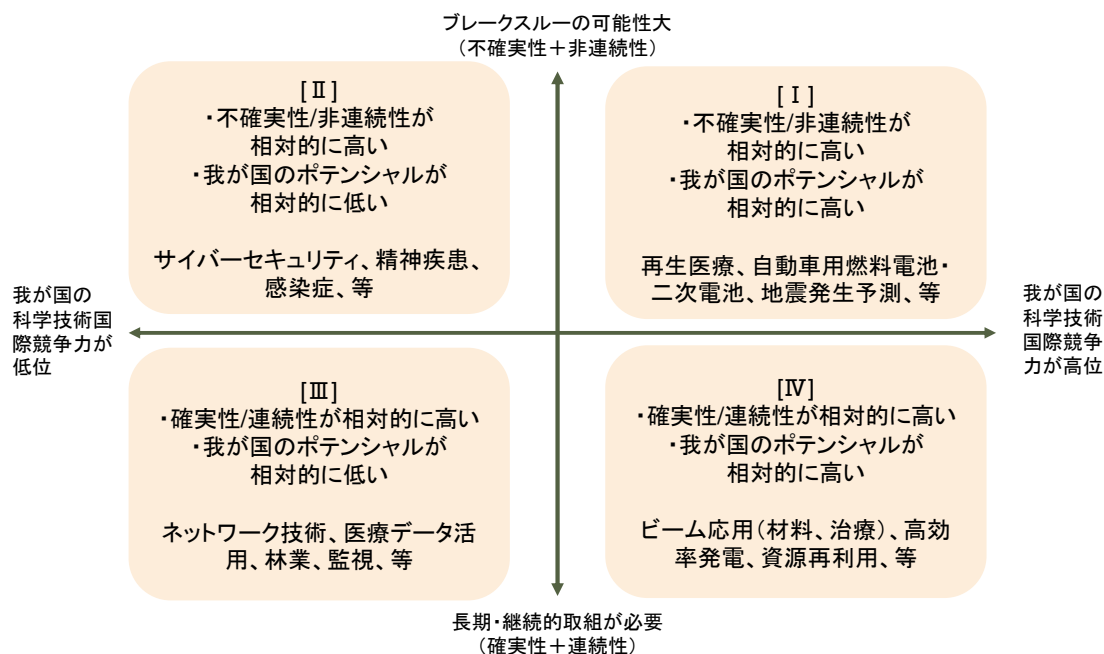 ブレークスルーの可能性大
（不確実性＋非連続性）
[Ⅱ]
・不確実性/非連続性が
相対的に高い
・我が国のポテンシャルが
相対的に低い
サイバーセキュリティ、精神疾患、
感染症、等
[Ⅰ]
・不確実性/非連続性が
相対的に高い
・我が国のポテンシャルが
相対的に高い
再生医療、自動車用燃料電池・
二次電池、地震発生予測、等
我が国の
科学技術国
際競争力が
低位
我が国の
科学技術
国際競争
力が高位
[Ⅲ]
・確実性/連続性が相対的に高い
・我が国のポテンシャルが
相対的に低い
ネットワーク技術、医療データ活
用、林業、監視、等
[Ⅳ]
・確実性/連続性が相対的に高い
・我が国のポテンシャルが
相対的に高い
ビーム応用（材料、治療）、高効
率発電、資源再利用、等
長期・継続的取組が必要
（確実性＋連続性）